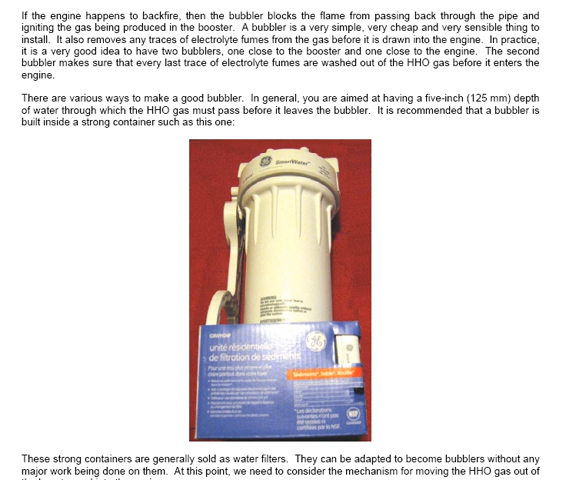 If the engine happens to backfire, then the bubbler blocks the flame from passing back through the pipe and
igniting the gas being produced in the booster. A bubbler is a very simple, very cheap and very sensible thing to
install. It also removes any traces of electrolyte fumes from the gas before it is drawn into the engine. In practice,
it is a very good idea to have two bubblers, one close to the booster and one close to the engine. The second
bubbler makes sure that every last trace of electrolyte fumes are washed out of the HHO gas before it enters the
engine.
There are various ways to make a good bubbler. In general, you are aimed at having a five-inch (125 mm) depth
of water through which the HHO gas must pass before it leaves the bubbler. It is recommended that a bubbler is
built inside a strong container such as this one:
SmartWater
unité résidentielle
de filtration de sédiment
NSF
These strong containers are generally sold as water filters. They can be adapted to become bubblers without any
major work being done on them. At this point, we need to consider the mechanism for moving the HHO gas out of